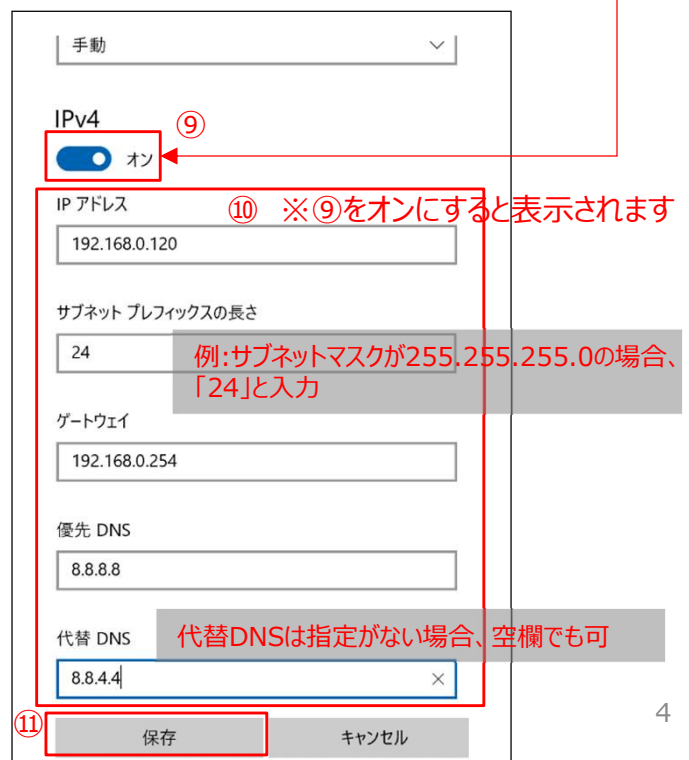 手動
IPv4
⑨
オン
IP アドレス
⑩ ※⑨をオンにすると表示されます
192.168.0.120
サブネット プレフィックスの長さ
24
例:サブネットマスクが255.255.255.0の場合、
「24」と入力
ゲートウェイ
192.168.0.254
優先 DNS
8.8.8.8
代替 DNS
代替DNSは指定がない場合、空欄でも可
8.8.4.4
⑪
保存
キャンセル
4